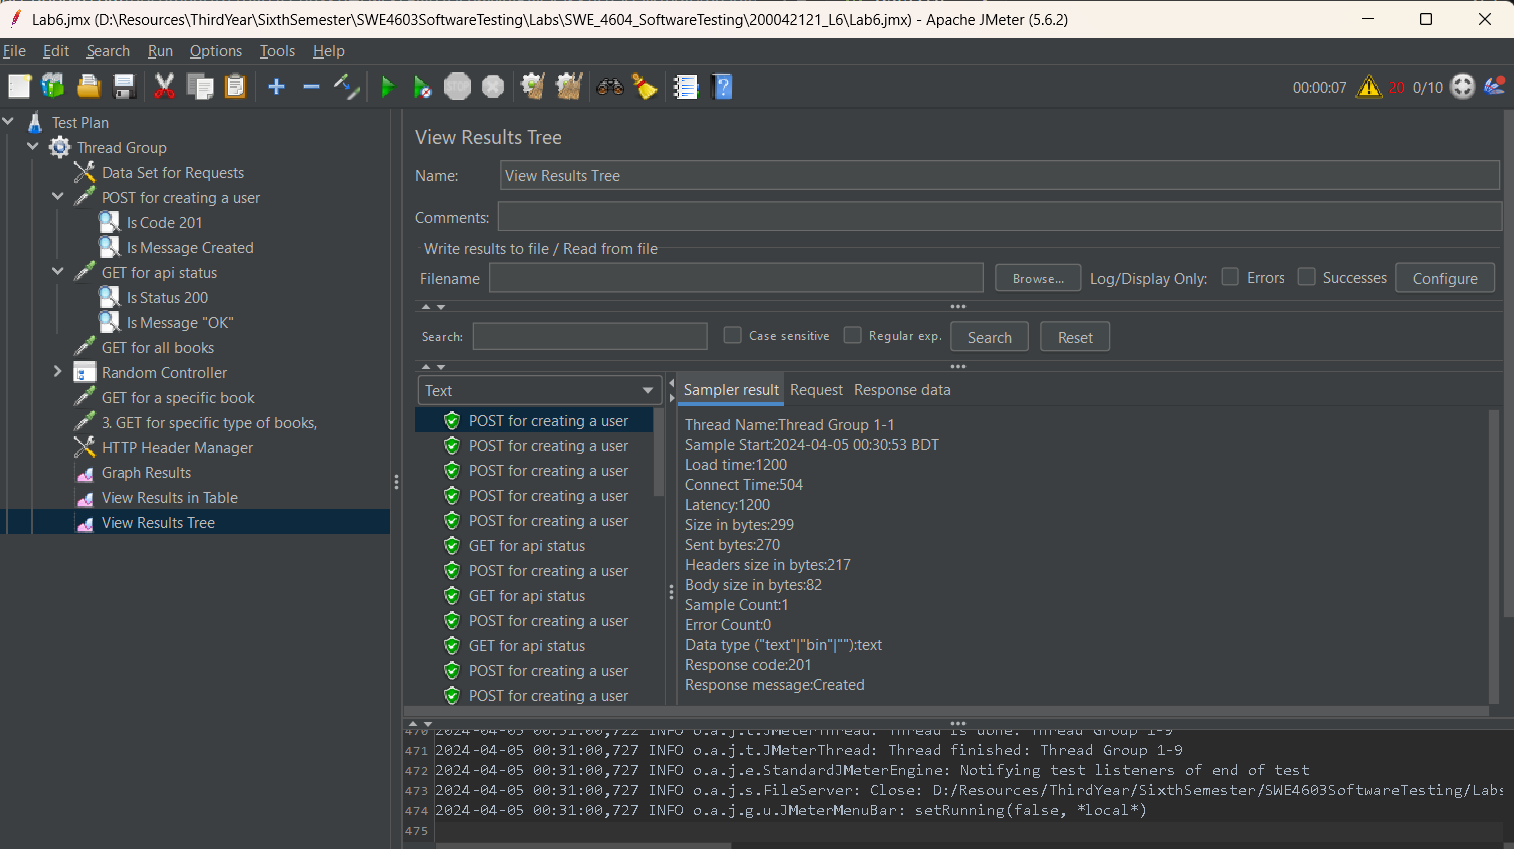 Lab6.jmx (D:\Resources\ThirdYear\SixthSemester\SWE4603SoftwareTesting\Labs\SWE_4604_SoftwareTesting\200042121_L6\Lab6.jmx) - Apache JMeter (5.6.2)
File Edit Search Run Options Tools Help
STOP 00:00:07 20 0/10
Test Plan
Thread Group
Data Set for Requests
POST for creating a user
Is Code 201
Is Message Created
GET for api status
Is Status 200
Is Message "OK"
GET for all books
Random Controller
GET for a specific book
3. GET for specific type of books,
HTTP Header Manager
Graph Results
View Results in Table
View Results Tree
View Results Tree
Name: View Results Tree
Comments:
Write results to file / Read from file
Filename Browse... Log/Display Only: Errors Successes Configure
Search: Case sensitive Regular exp. Search Reset
Text
POST for creating a user
POST for creating a user
POST for creating a user
POST for creating a user
POST for creating a user
GET for api status
POST for creating a user
GET for api status
POST for creating a user
GET for api status
POST for creating a user
POST for creating a user
Sampler result Request Response data
Thread Name:Thread Group 1-1
Sample Start:2024-04-05 00:30:53 BDT
Load time:1200
Connect Time:504
Latency:1200
Size in bytes:299
Sent bytes:270
Headers size in bytes:217
Body size in bytes:82
Sample Count:1
Error Count:0
Data type ("text"|"bin"|""):text
Response code:201
Response message:Created
470 2024-04-05 00:31:00,722 INFO o.a.j.t.JMeterThread: Thread is done: Thread Group 1-9
471 2024-04-05 00:31:00,727 INFO o.a.j.t.JMeterThread: Thread finished: Thread Group 1-9
472 2024-04-05 00:31:00,727 INFO o.a.j.e.StandardJMeterEngine: Notifying test listeners of end of test
473 2024-04-05 00:31:00,727 INFO o.a.j.s.FileServer: Close: D:/Resources/ThirdYear/SixthSemester/SWE4603SoftwareTesting/Labs
474 2024-04-05 00:31:00,727 INFO o.a.j.g.u.JMeterMenuBar: setRunning(false, *local*)
475